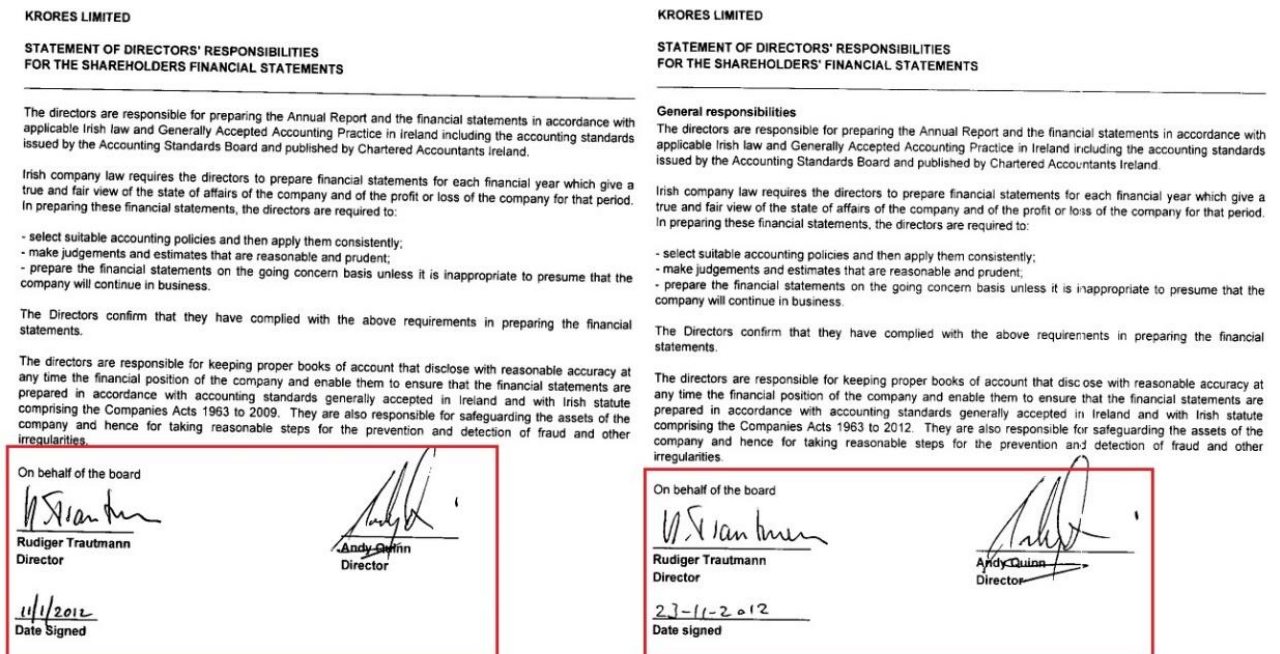 KRORES LIMITED
STATEMENT OF DIRECTORS' RESPONSIBILITIES
FOR THE SHAREHOLDERS FINANCIAL STATEMENTS
The directors are responsible for preparing the Annual Report and the financial statements in accordance with
applicable Irish law and Generally Accepted Accounting Practice in Ireland including the accounting standards
issued by the Accounting Standards Board and published by Chartered Accountants Ireland.
Irish company law requires the directors to prepare financial statements for each financial year which give a
true and fair view of the state of affairs of the company and of the profit or loss of the company for that period.
In preparing these financial statements, the directors are required to:
- select suitable accounting policies and then apply them consistently;
- make judgements and estimates that are reasonable and prudent;
- prepare the financial statements on the going concern basis unless it is inappropriate to presume that the
company will continue in business.
The Directors confirm that they have complied with the above requirements in preparing the financial
statements.
The directors are responsible for keeping proper books of account that disclose with reasonable accuracy at
any time the financial position of the company and enable them to ensure that the financial statements are
prepared in accordance with accounting standards generally accepted in Ireland and with Irish statute
comprising the Companies Acts 1963 to 2009. They are also responsible for safeguarding the assets of the
company and hence for taking reasonable steps for the prevention and detection of fraud and other
irregularities.
On behalf of the board
Rudiger Trautmann
Director
Andy Quinn
Director
11/1/2012
Date Signed
KRORES LIMITED
STATEMENT OF DIRECTORS' RESPONSIBILITIES
FOR THE SHAREHOLDERS' FINANCIAL STATEMENTS
General responsibilities
The directors are responsible for preparing the Annual Report and the financial statements in accordance with
applicable Irish law and Generally Accepted Accounting Practice in Ireland including the accounting standards
issued by the Accounting Standards Board and published by Chartered Accountants Ireland.
Irish company law requires the directors to prepare financial statements for each financial year which give a
true and fair view of the state of affairs of the company and of the profit or loss of the company for that period.
In preparing these financial statements, the directors are required to:
- select suitable accounting policies and then apply them consistently;
- make judgements and estimates that are reasonable and prudent;
- prepare the financial statements on the going concern basis unless it is inappropriate to presume that the
company will continue in business.
The Directors confirm that they have complied with the above requirements in preparing the financial
statements.
The directors are responsible for keeping proper books of account that disclose with reasonable accuracy at
any time the financial position of the company and enable them to ensure that the financial statements are
prepared in accordance with accounting standards generally accepted in Ireland and with Irish statute
comprising the Companies Acts 1963 to 2012. They are also responsible for safeguarding the assets of the
company and hence for taking reasonable steps for the prevention and detection of fraud and other
irregularities.
On behalf of the board
Rudiger Trautmann
Director
Andy Quinn
Director
23-11-2012
Date signed